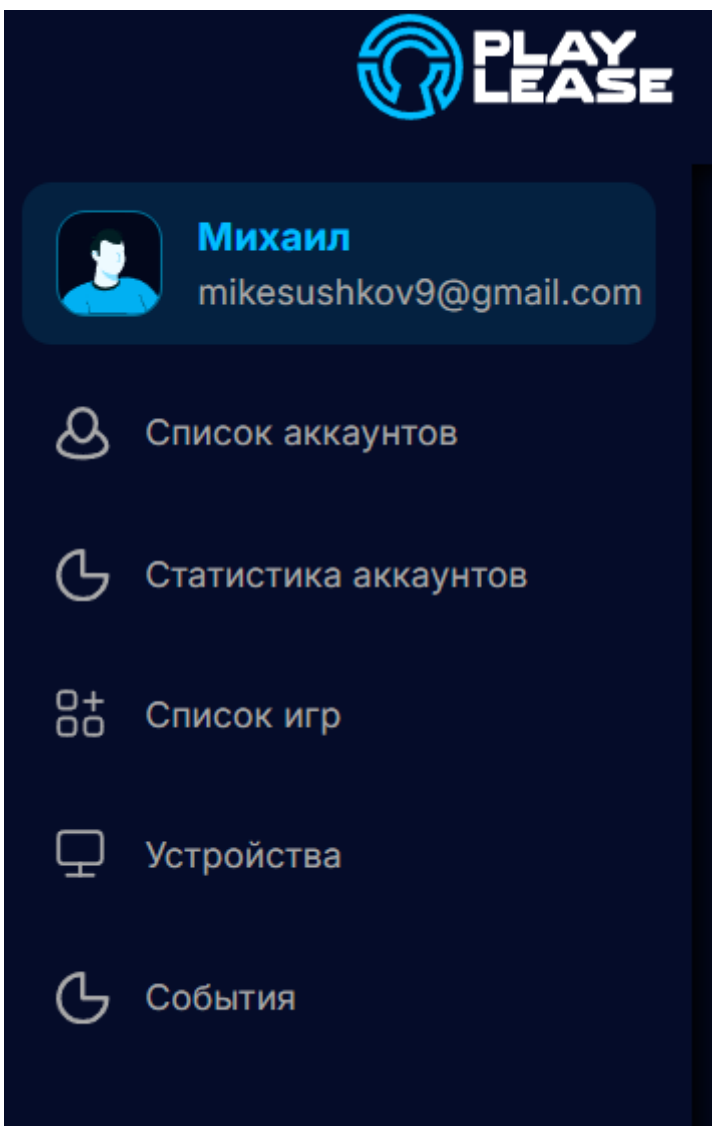 PLAY
LEASE
Михаил
mikesushkov9@gmail.com
Список аккаунтов
Статистика аккаунтов
Список игр
Устройства
События